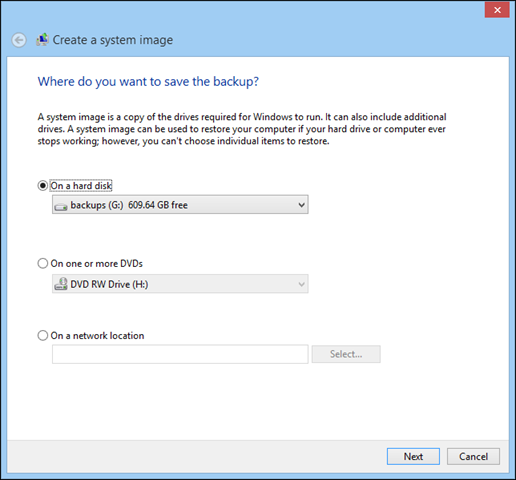 Create a system image
Where do you want to save the backup?
A system image is a copy of the drives required for Windows to run. It can also include additional
drives. A system image can be used to restore your computer if your hard drive or computer ever
stops working; however, you can't choose individual items to restore.
On a hard disk
backups (G:)  609.64 GB free
On one or more DVDs
DVD RW Drive (H:)
On a network location
Select...
Next
Cancel